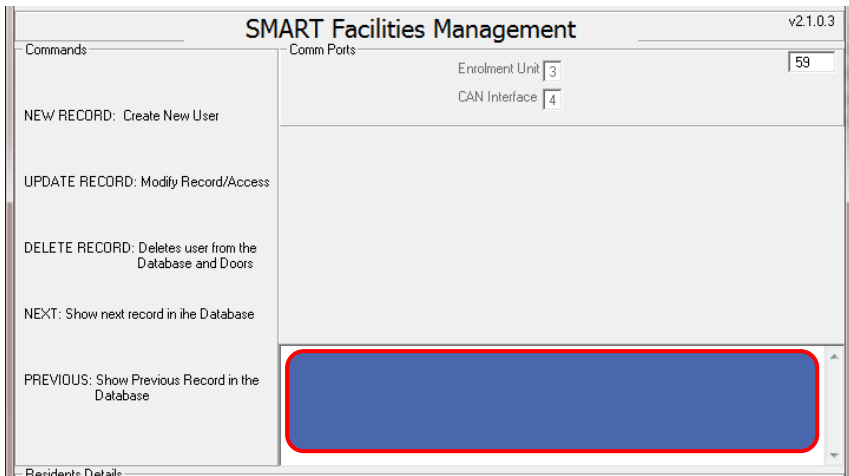 SMART Facilities Management
v2.1.0.3
Commands
Comm Ports
59
Enrolment Unit 3
CAN Interface 4
NEW RECORD: Create New User
UPDATE RECORD: Modify Record/Access
DELETE RECORD: Deletes user from the
Database and Doors
NEXT: Show next record in ihe Database
PREVIOUS: Show Previous Record in the
Database
Residents Details